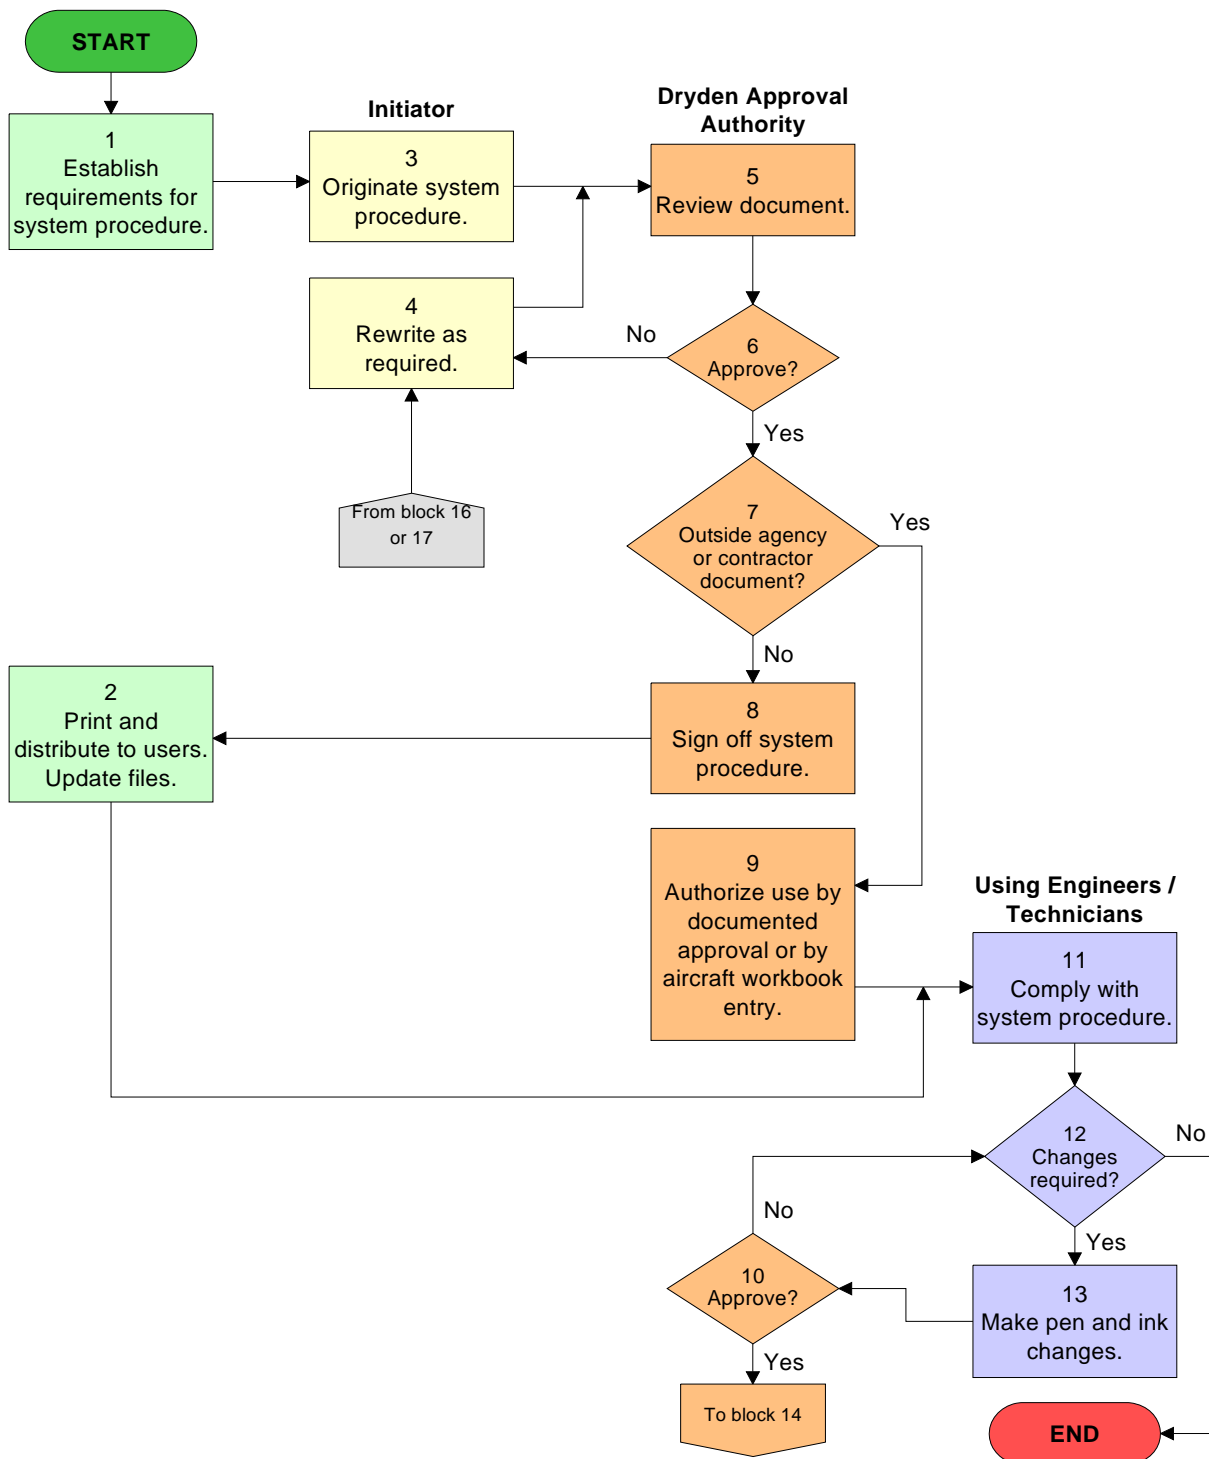 START
Initiator
Dryden Approval
Authority
1
Establish
requirements for
system procedure.
3
Originate system
procedure.
5
Review document.
4
Rewrite as
required.
No
6
Approve?
Yes
From block 16
or 17
7
Outside agency
or contractor
document?
Yes
No
2
Print and
distribute to users.
Update files.
8
Sign off system
procedure.
9
Authorize use by
documented
approval or by
aircraft workbook
entry.
Using Engineers /
Technicians
11
Comply with
system procedure.
12
Changes
required?
No
Yes
No
10
Approve?
Yes
13
Make pen and ink
changes.
To block 14
END